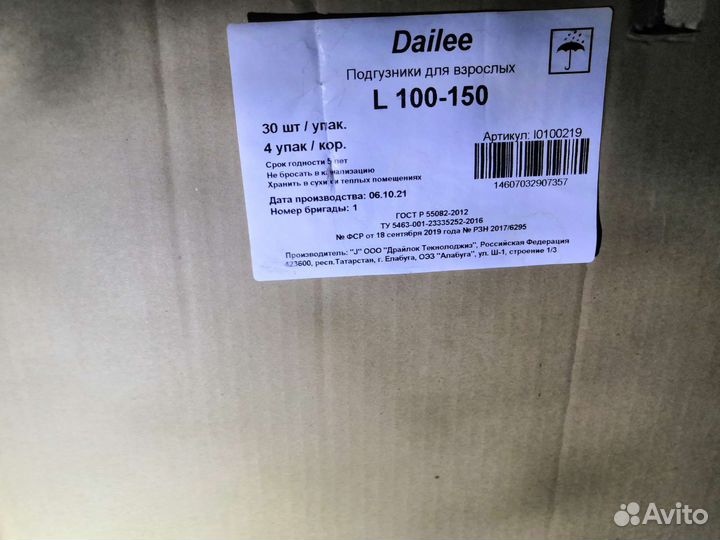 Dailee
Подгузники для взрослых
L 100-150
30 шт / упак.
4 упак / кор.
Артикул: I0100219
Срок годности 5 лет
Не бросать в канализацию
Хранить в сухих теплых помещениях
14607032907357
Дата производства: 06.10.21
Номер бригады: 1
ГОСТ Р 55082-2012
ТУ 5463-001-23335252-2016
№ ФСР от 18 сентября 2019 года № РЗН 2017/6295
Производитель: "J" ООО "Драйлок Текнолоджиз", Российская Федерация
423600, респ.Татарстан, г. Елабуга, ОЭЗ "Алабуга", ул. Ш-1, строение 1/3
Avito